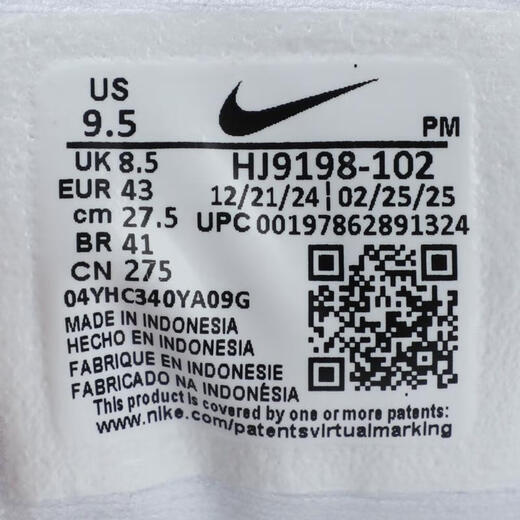 US
9.5
PM
UK 8.5
HJ9198-102
EUR 43
12/21/24 | 02/25/25
cm 27.5
UPC 00197862891324
BR 41
CN 275
04YHC340YA09G
MADE IN INDONESIA
HECHO EN INDONESIA
FABRIQUE EN INDONESIE
FABRICADO NA INDONÉSIA
This product is covered by one or more patents:
www.nike.com/patentsvirtualmarking